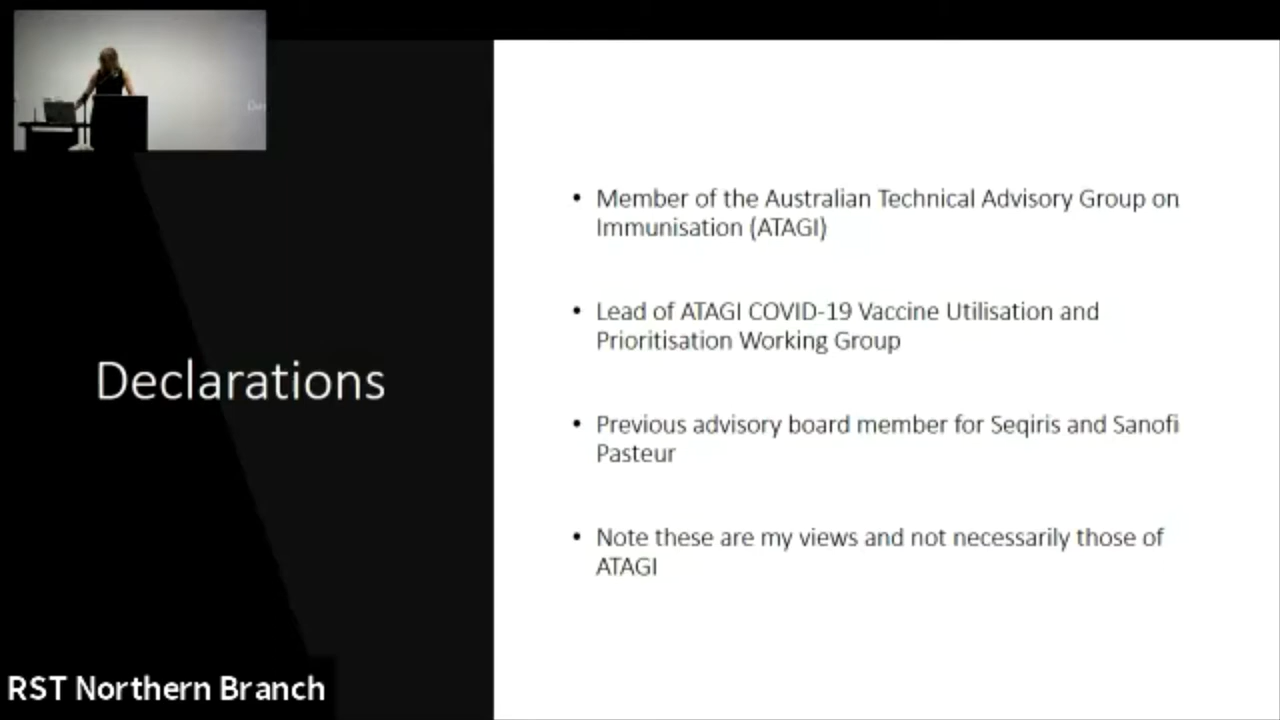 Declarations
• Member of the Australian Technical Advisory Group on
Immunisation (ATAGI)
• Lead of ATAGI COVID-19 Vaccine Utilisation and
Prioritisation Working Group
• Previous advisory board member for Seqiris and Sanofi
Pasteur
• Note these are my views and not necessarily those of
ATAGI
RST Northern Branch